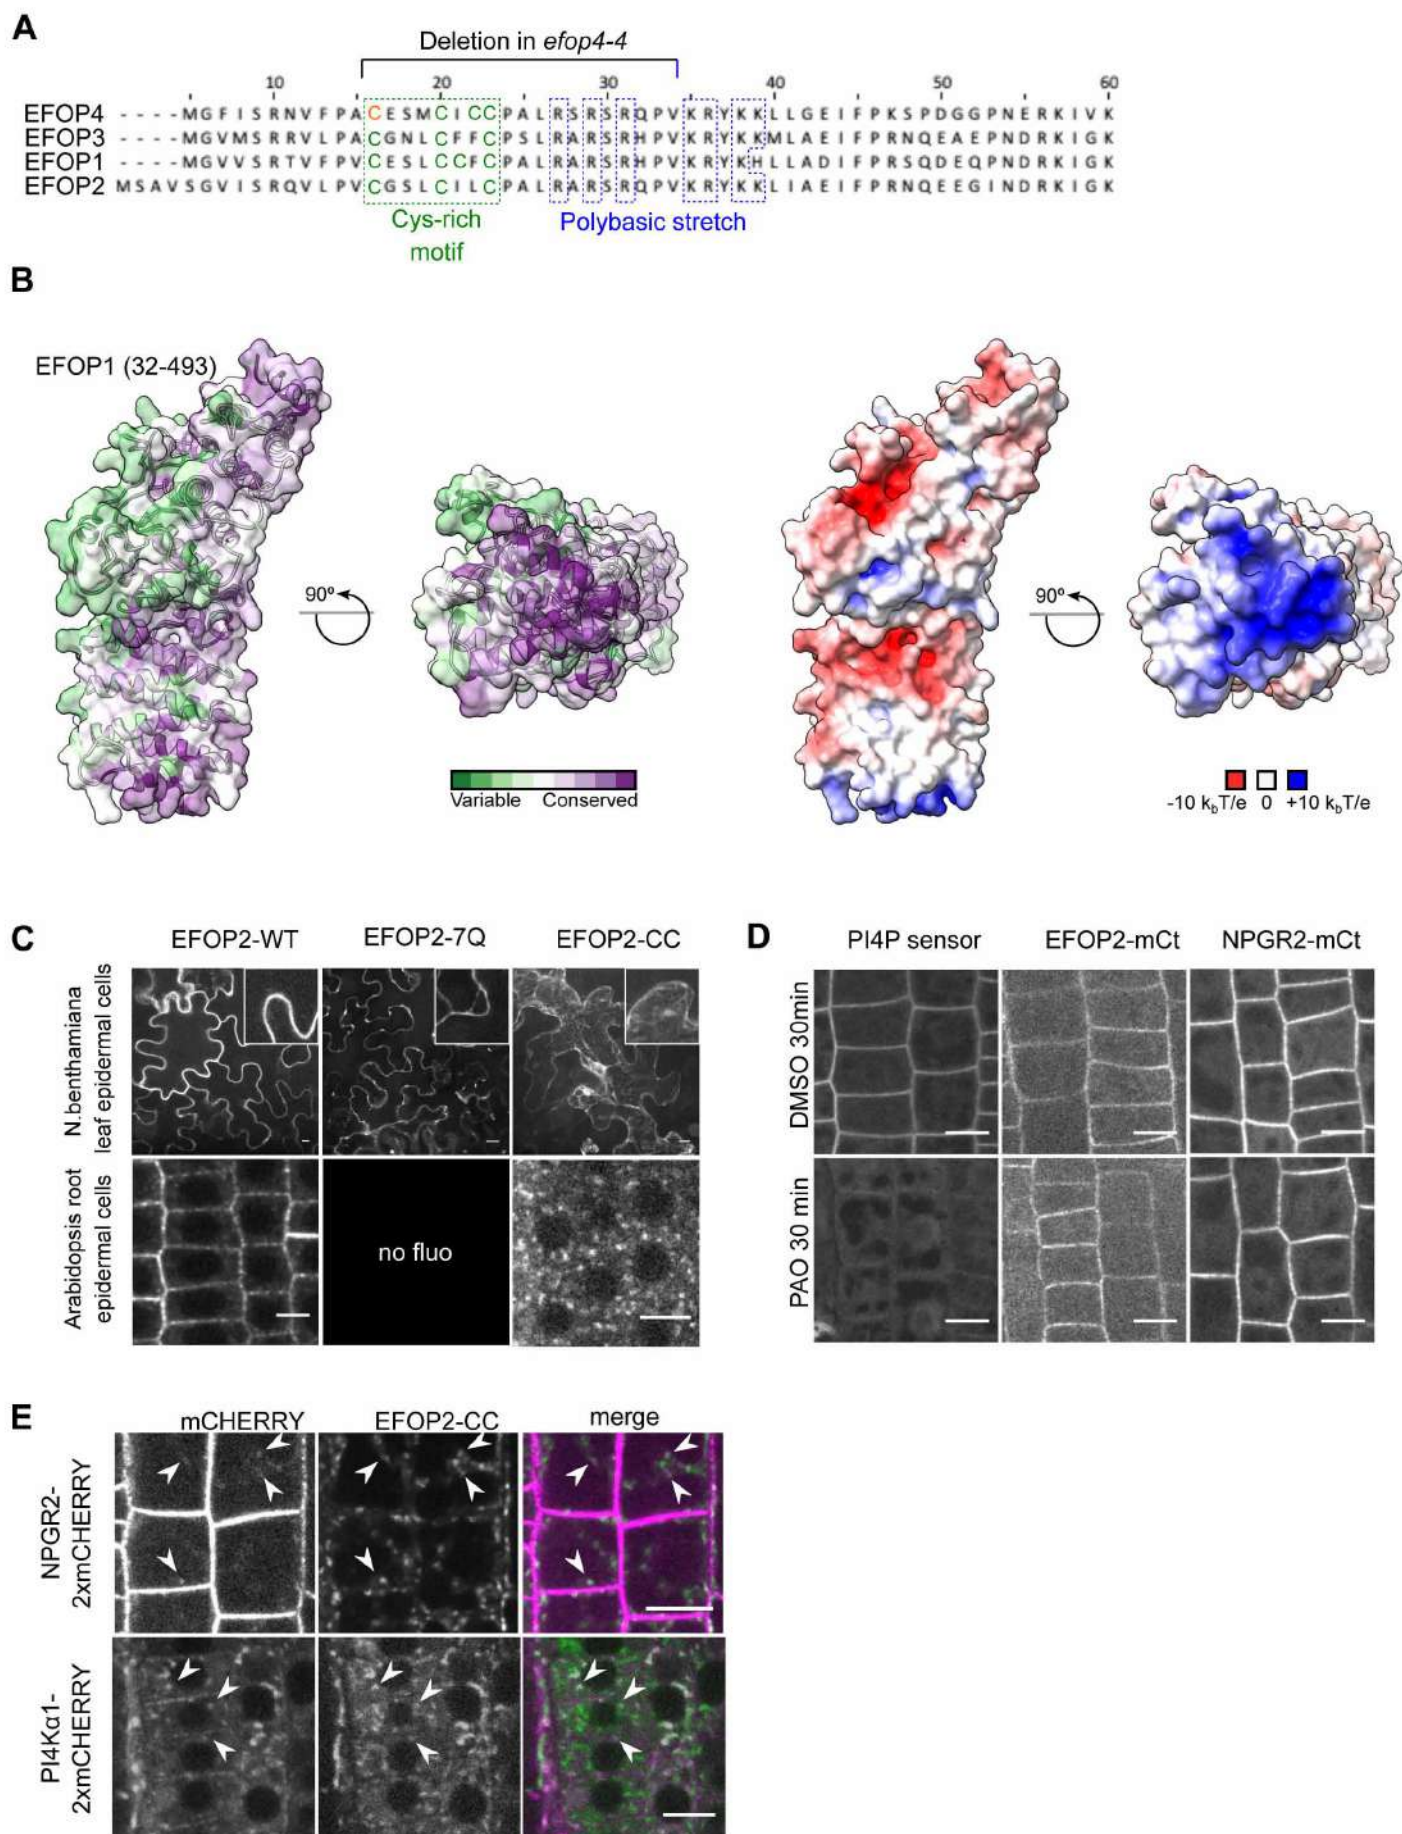 A
Deletion in efop4-4
10 20 30 40 50 60
EFOP4 ----MGFISRNVFPACESMCICCPALRSRSRQPVKRYKKLLGEIFPKSPDGGPNERKIVK
EFOP3 ----MGVMSRRVLPACGNLCFFCPSLRARSRHPVKRYKKMLAEIFPRNQEAEPNDRKIGK
EFOP1 ----MGVVSRTVFPVCESLCCFCPALRARSRHPVKRYKHLLADIFPRSQDEQPNDRKIGK
EFOP2 MSAVSGVISRQVLPVCGSLCILCPALRARSRQPVKRYKKLIAEIFPRNQEEGINDRKIGK
Cys-rich
motif
Polybasic stretch
B
EFOP1 (32-493)
90º
90º
Variable Conserved
-10 kbT/e 0 +10 kbT/e
C
EFOP2-WT EFOP2-7Q EFOP2-CC
N.benthamiana
leaf epidermal cells
Arabidopsis root
epidermal cells
no fluo
D
PI4P sensor EFOP2-mCt NPGR2-mCt
DMSO 30min
PAO 30 min
E
mCHERRY EFOP2-CC merge
NPGR2-
2xmCHERRY
PI4Kα1-
2xmCHERRY